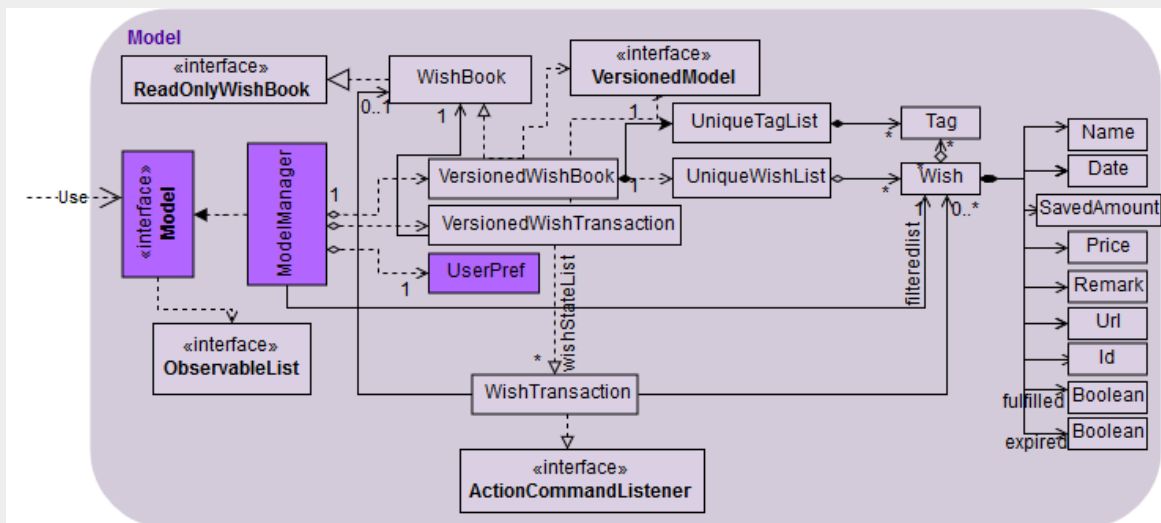 Model
«interface»
ReadOnlyWishBook
WishBook
«interface»
VersionedModel
0..1
1
1
UniqueTagList
*
Tag
*
Name
VersionedWishBook
1
UniqueWishList
*
*
Wish
Date
Use
«interface»
Model
ModelManager
1
VersionedWishTransaction
1
0..*
SavedAmount
Price
UserPref
1
wishStateList
filteredlist
Remark
Url
«interface»
ObservableList
*
Id
WishTransaction
fulfilled
Boolean
expired
Boolean
«interface»
ActionCommandListener